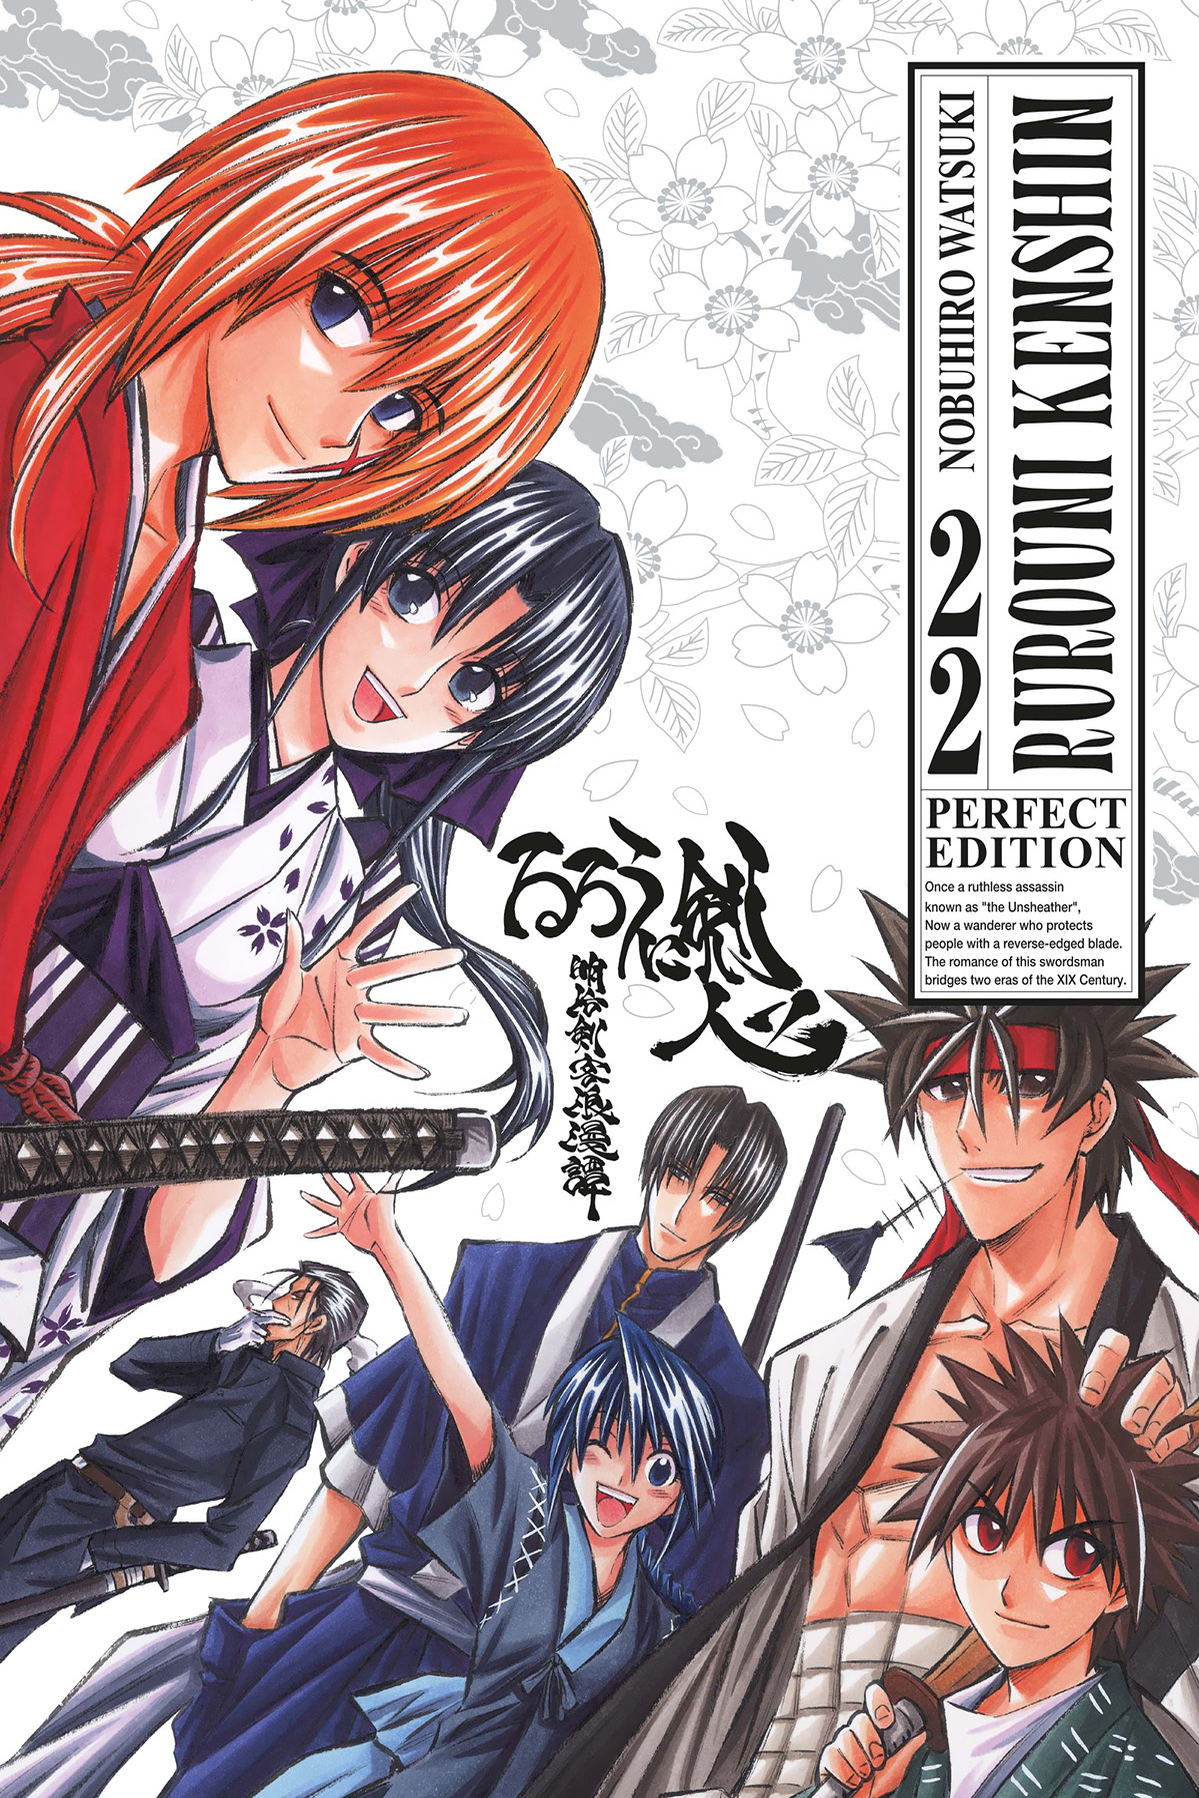 NOBUHIRO WATSUKI
22
RUROUNI KENSHIN
PERFECT
EDITION
Once a ruthless assassin
known as "the Unsheather",
Now a wanderer who protects
people with a reverse-edged blade.
The romance of this swordsman
bridges two eras of the XIX Century.
るろうに剣心
明治剣客浪漫譚